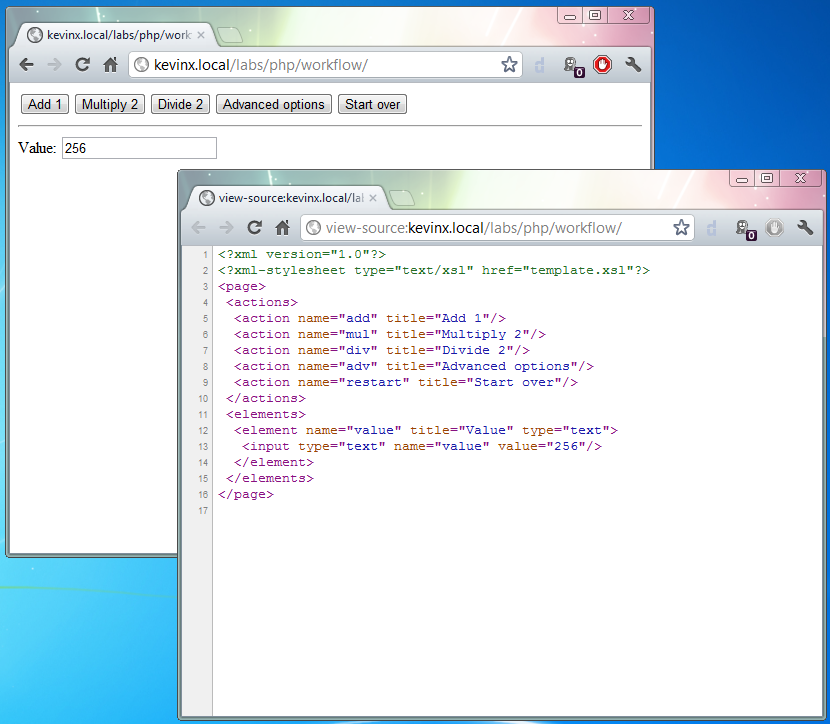 kevinx.local/labs/php/work
kevinx.local/labs/php/workflow/
0
Add 1 Multiply 2 Divide 2 Advanced options Start over
Value: 256
view-source:kevinx.local/lal
view-source:kevinx.local/labs/php/workflow/
0
1 <?xml version="1.0"?>
2 <?xml-stylesheet type="text/xsl" href="template.xsl"?>
3 <page>
4 <actions>
5 <action name="add" title="Add 1"/>
6 <action name="mul" title="Multiply 2"/>
7 <action name="div" title="Divide 2"/>
8 <action name="adv" title="Advanced options"/>
9 <action name="restart" title="Start over"/>
10 </actions>
11 <elements>
12 <element name="value" title="Value" type="text">
13 <input type="text" name="value" value="256"/>
14 </element>
15 </elements>
16 </page>
17